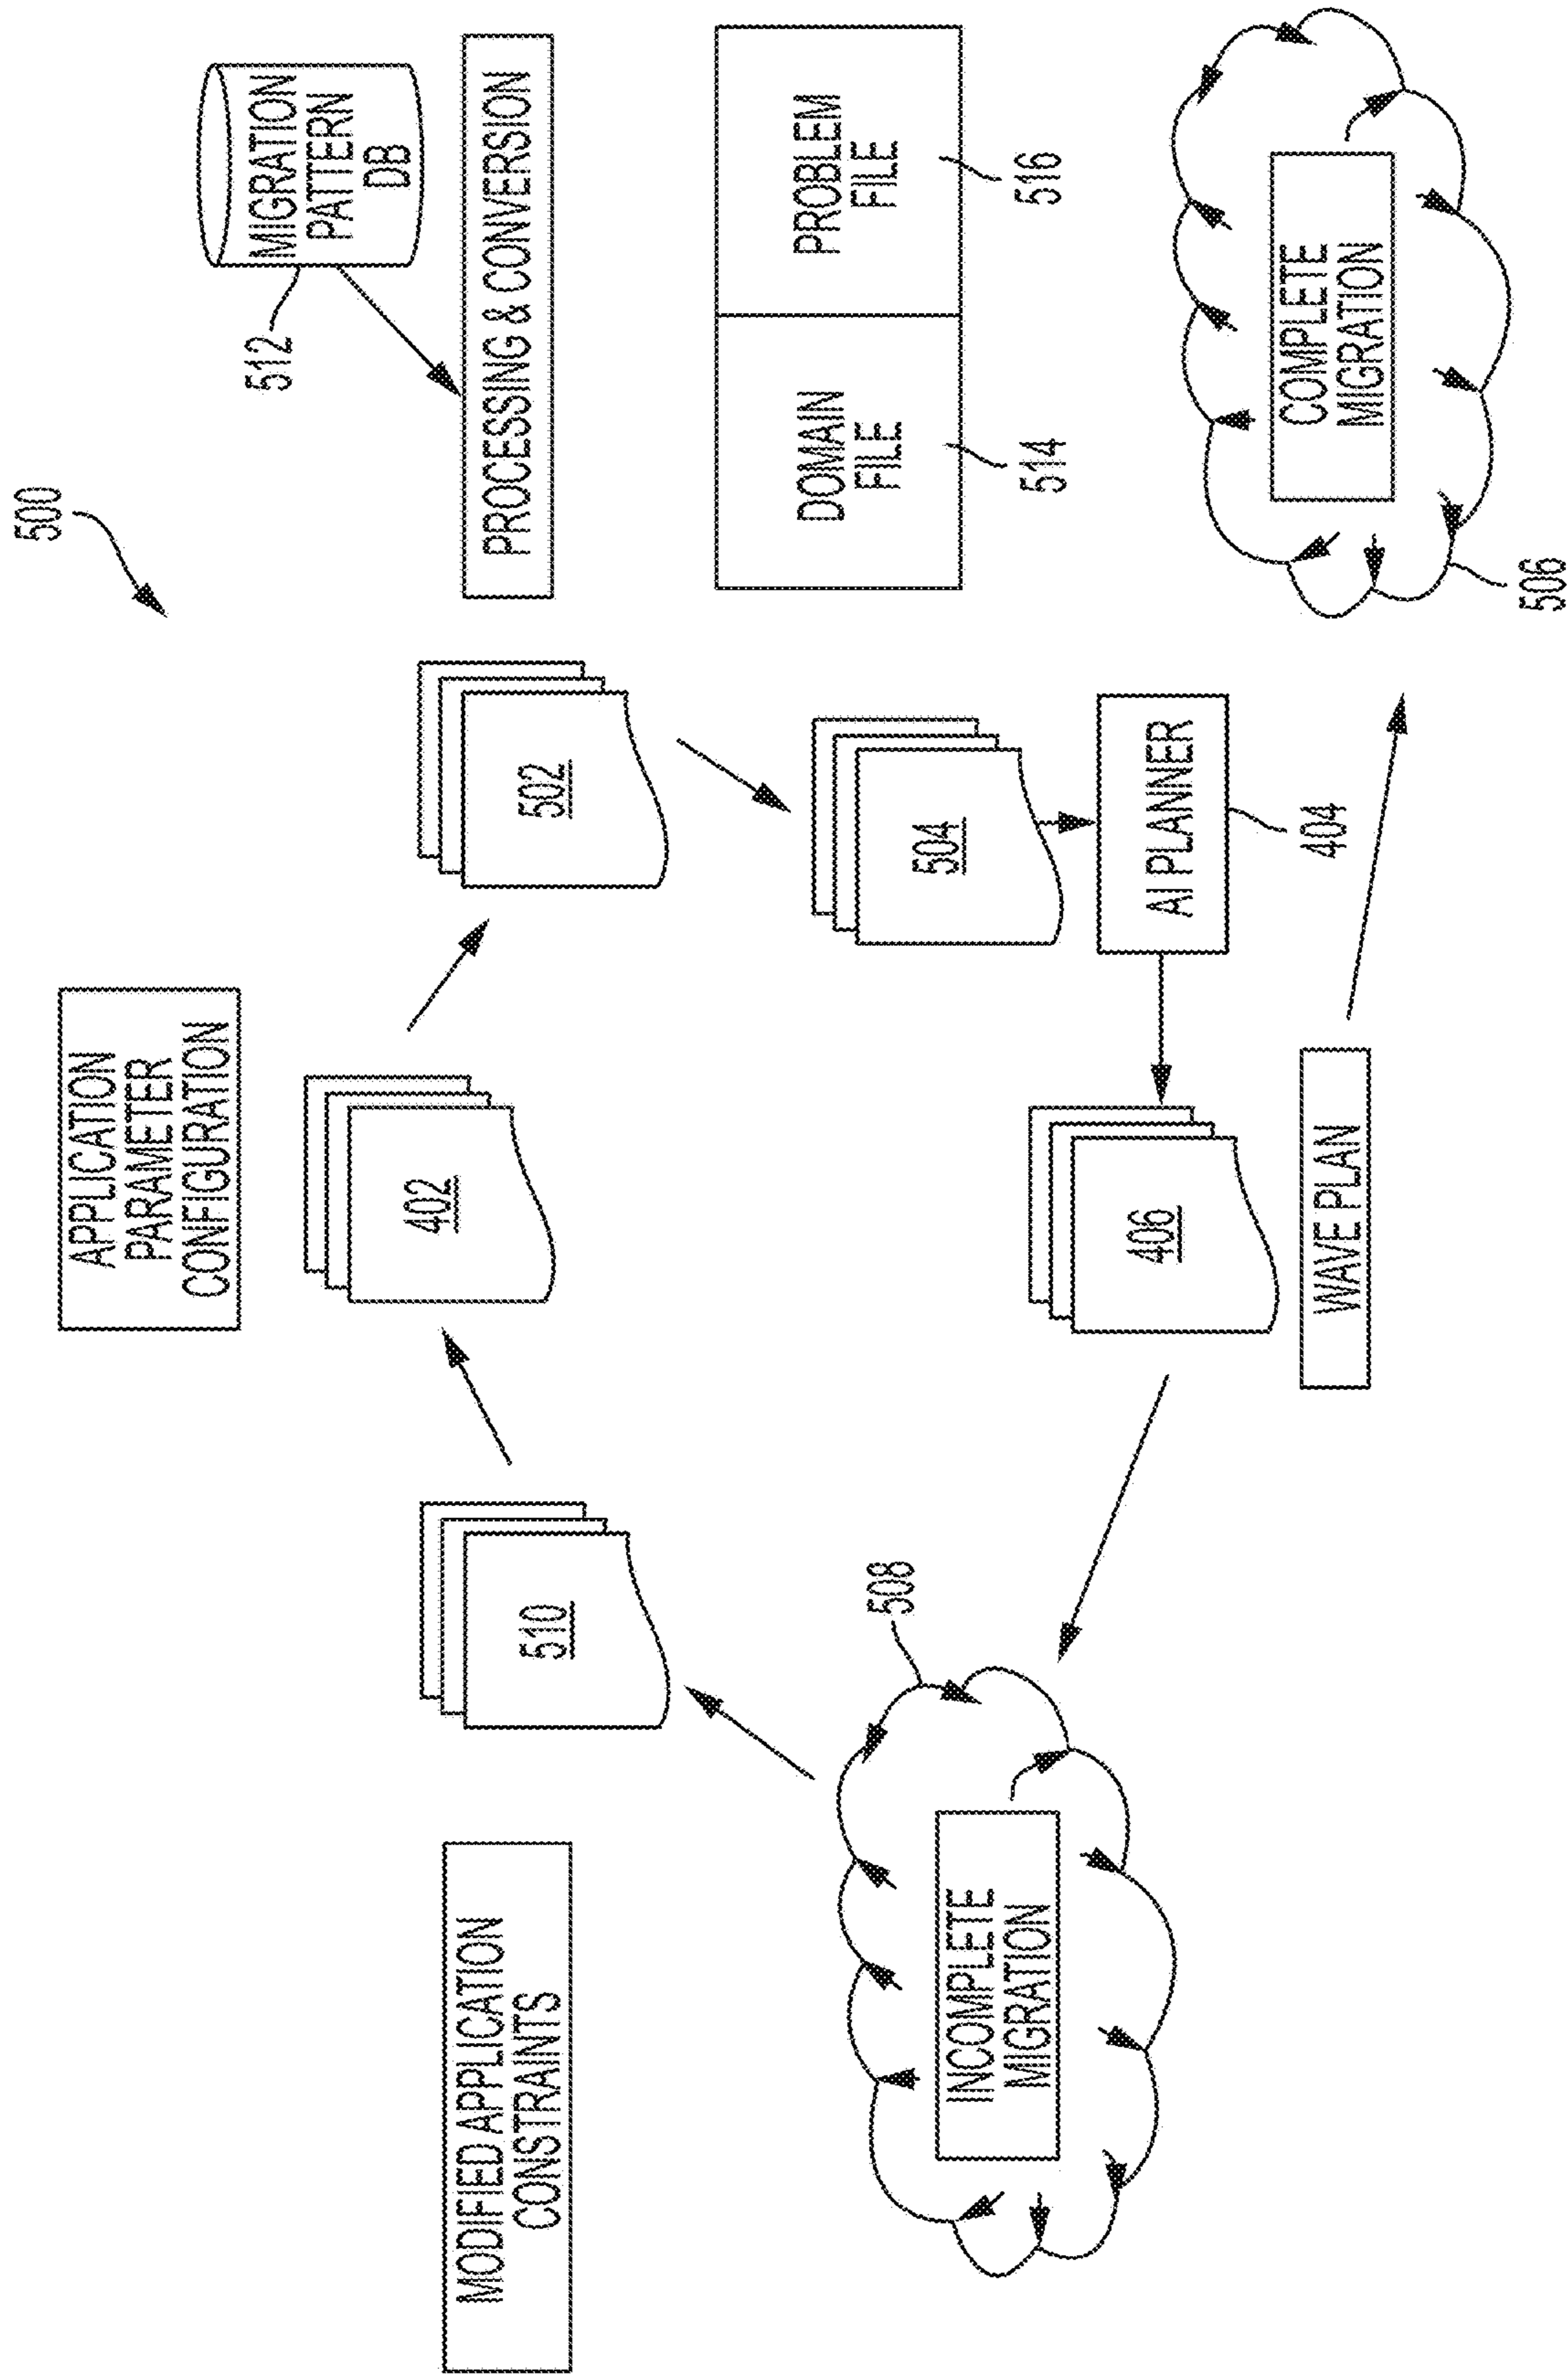 500
APPLICATION
PARAMETER
CONFIGURATION
MIGRATION
PATTERN
DB
512
402
PROCESSING & CONVERSION
502
510
MODIFIED APPLICATION
CONSTRAINTS
DOMAIN
FILE
514
PROBLEM
FILE
516
504
508
INCOMPLETE
MIGRATION
AI PLANNER
404
406
WAVE PLAN
COMPLETE
MIGRATION
506